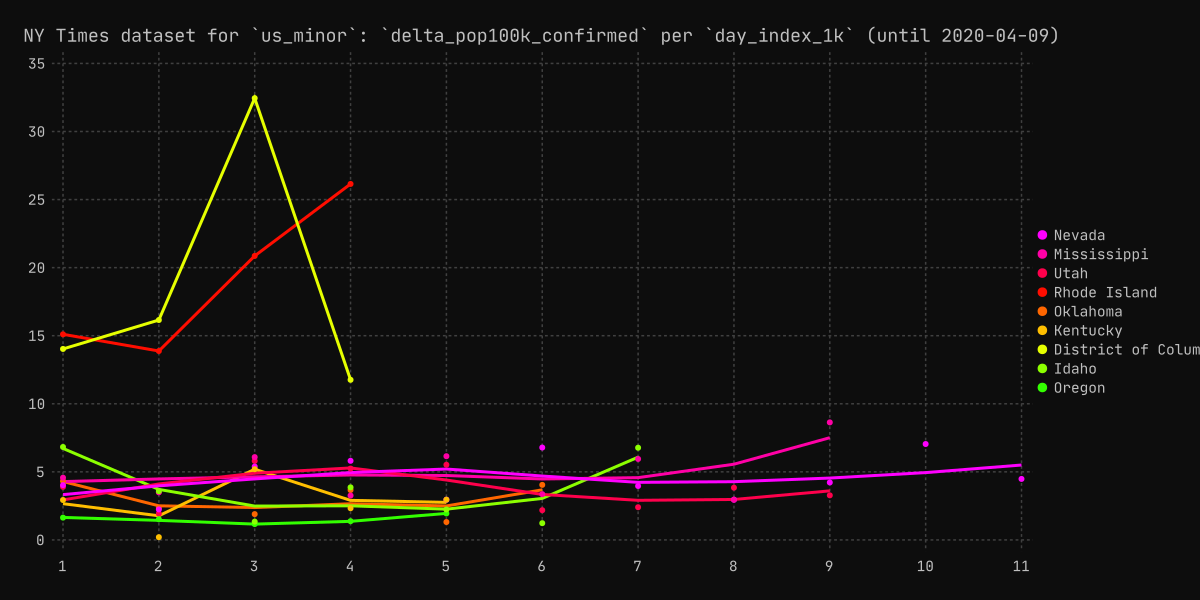 NY Times dataset for `us_minor`: `delta_pop100k_confirmed` per `day_index_1k` (until 2020-04-09)
35
30
25
20
15
10
5
0
1 2 3 4 5 6 7 8 9 10 11
Nevada
Mississippi
Utah
Rhode Island
Oklahoma
Kentucky
District of Colum
Idaho
Oregon